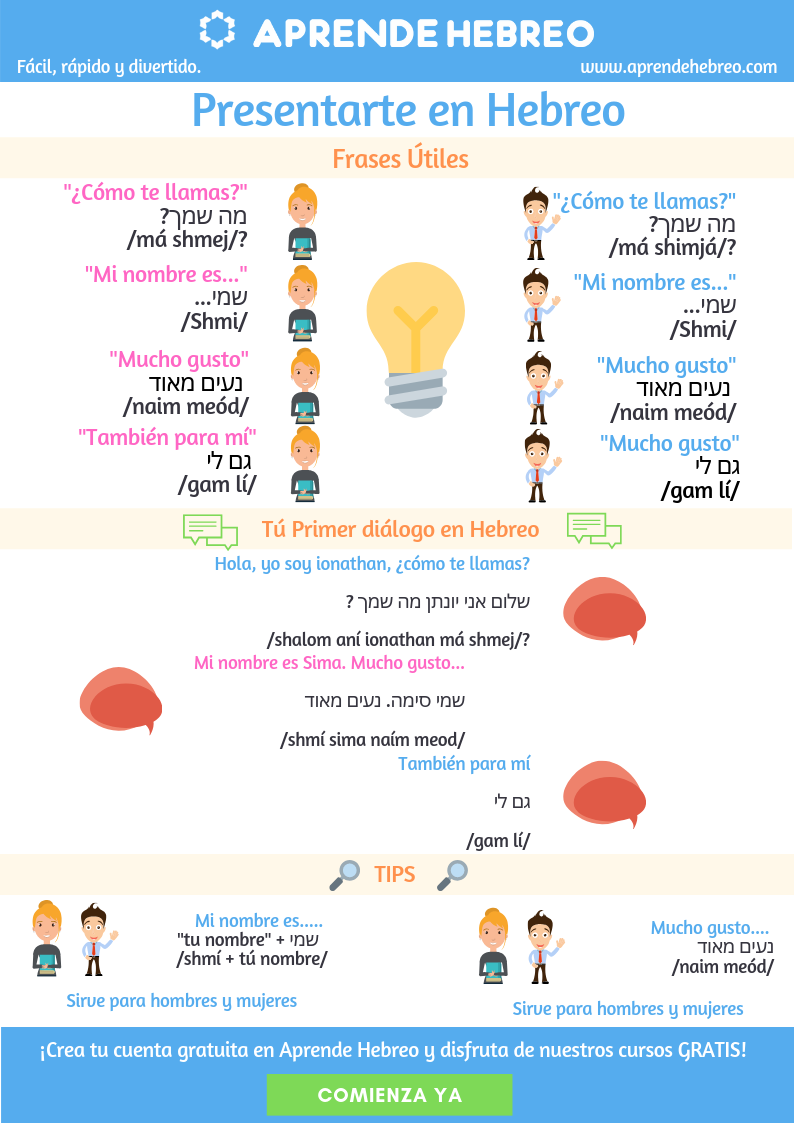 APRENDE HEBREO
Fácil, rápido y divertido.
www.aprendehebreo.com
Presentarte en Hebreo
Frases Útiles
"¿Cómo te llamas?"
מה שמך?
/má shmej/?
"Mi nombre es..."
שמי...
/Shmi/
"Mucho gusto"
נעים מאוד
/naim meód/
"También para mí"
גם לי
/gam lí/
"¿Cómo te llamas?"
מה שמך?
/má shimjá/?
"Mi nombre es..."
שמי...
/Shmi/
"Mucho gusto"
נעים מאוד
/naim meód/
"Mucho gusto"
גם לי
/gam lí/
Tú Primer diálogo en Hebreo
Hola, yo soy ionathan, ¿cómo te llamas?
שלום אני יונתן מה שמך ?
/shalom aní ionathan má shmej/?
Mi nombre es Sima. Mucho gusto...
שמי סימה. נעים מאוד
/shmí sima naím meod/
También para mí
גם לי
/gam lí/
TIPS
Mi nombre es.....
שמי + "tu nombre"
/shmí + tú nombre/
Sirve para hombres y mujeres
Mucho gusto....
נעים מאוד
/naim meód/
Sirve para hombres y mujeres
¡Crea tu cuenta gratuita en Aprende Hebreo y disfruta de nuestros cursos GRATIS!
COMIENZA YA